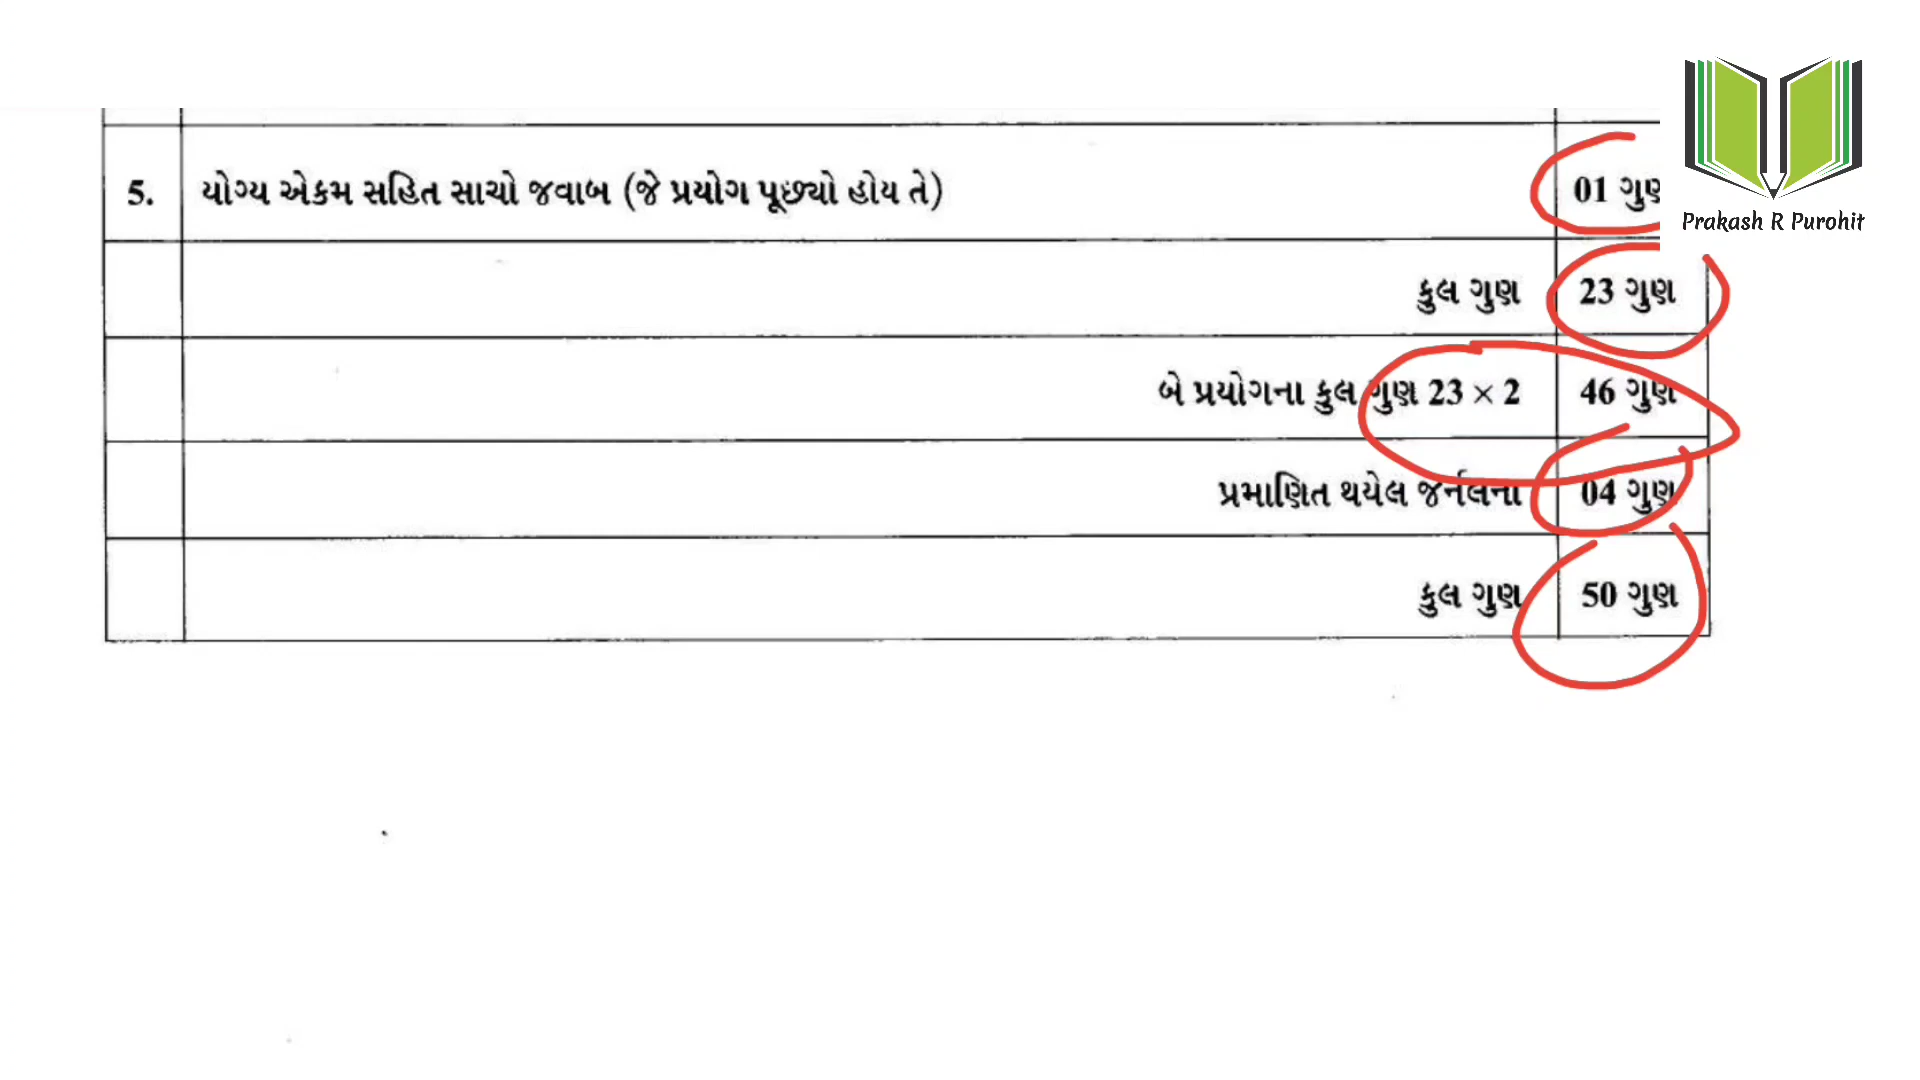 Prakash R Purohit
5. યોગ્ય એકમ સહિત સાચો જવાબ (જે પ્રયોગ પૂછ્યો હોય તે) 01 ગુણ
કુલ ગુણ 23 ગુણ
બે પ્રયોગના કુલ ગુણ 23 × 2 46 ગુણ
પ્રમાણિત થયેલ જર્નલના 04 ગુણ
કુલ ગુણ 50 ગુણ